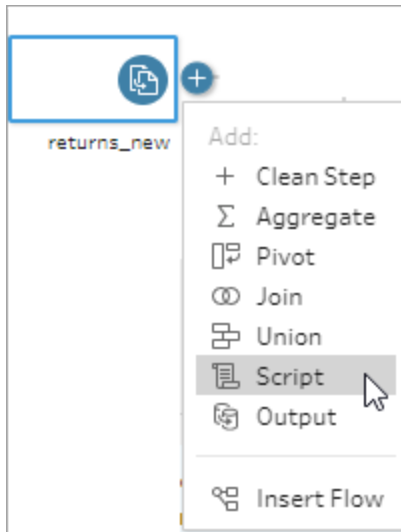 returns_new
Add:
Clean Step
Aggregate
Pivot
Join
Union
Script
Output
Insert Flow